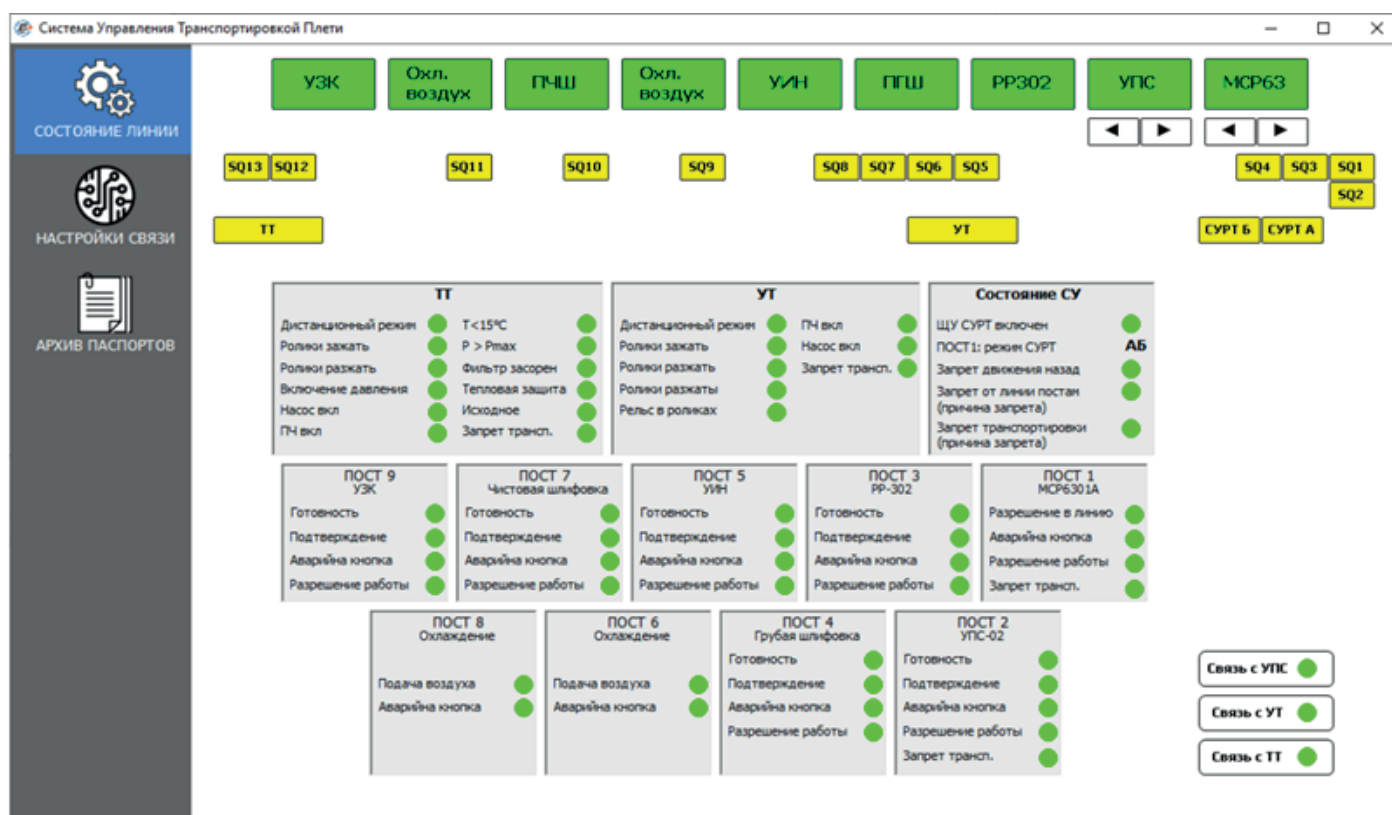 Система Управления Транспортировкой Плети
СОСТОЯНИЕ ЛИНИИ
НАСТРОЙКИ СВЯЗИ
АРХИВ ПАСПОРТОВ
УЗК
Охл.
воздух
ПЧШ
Охл.
воздух
УИН
ПГШ
РР302
УПС
МСР63
SQ13 SQ12 SQ11 SQ10 SQ9 SQ8 SQ7 SQ6 SQ5 SQ4 SQ3 SQ1
SQ2
ТТ УТ СУРТ Б СУРТ А
ТТ
Дистанционный режим
Ролики зажать
Ролики разжать
Включение давления
Насос вкл
ПЧ вкл
T<15°C
P > Pmax
Фильтр засорен
Тепловая защита
Исходное
Запрет трансп.
УТ
Дистанционный режим
Ролики зажать
Ролики разжать
Ролики разжаты
Рельс в роликах
ПЧ вкл
Насос вкл
Запрет трансп.
Состояние СУ
ЩУ СУРТ включен
ПОСТ1: режим СУРТ АБ
Запрет движения назад
Запрет от линии постан
(причина запрета)
Запрет транспортировки
(причина запрета)
ПОСТ 9
УЗК
Готовность
Подтверждение
Аварийна кнопка
Разрешение работы
ПОСТ 7
Чистовая шлифовка
Готовность
Подтверждение
Аварийна кнопка
Разрешение работы
ПОСТ 5
УИН
Готовность
Подтверждение
Аварийна кнопка
Разрешение работы
ПОСТ 3
РР-302
Готовность
Подтверждение
Аварийна кнопка
Разрешение работы
ПОСТ 1
МСР6301А
Разрешение в линию
Аварийна кнопка
Разрешение работы
Запрет трансп.
ПОСТ 8
Охлаждение
Подача воздуха
Аварийна кнопка
ПОСТ 6
Охлаждение
Подача воздуха
Аварийна кнопка
ПОСТ 4
Грубая шлифовка
Готовность
Подтверждение
Аварийна кнопка
Разрешение работы
ПОСТ 2
УПС-02
Готовность
Подтверждение
Аварийна кнопка
Разрешение работы
Запрет трансп.
Связь с УПС
Связь с УТ
Связь с ТТ